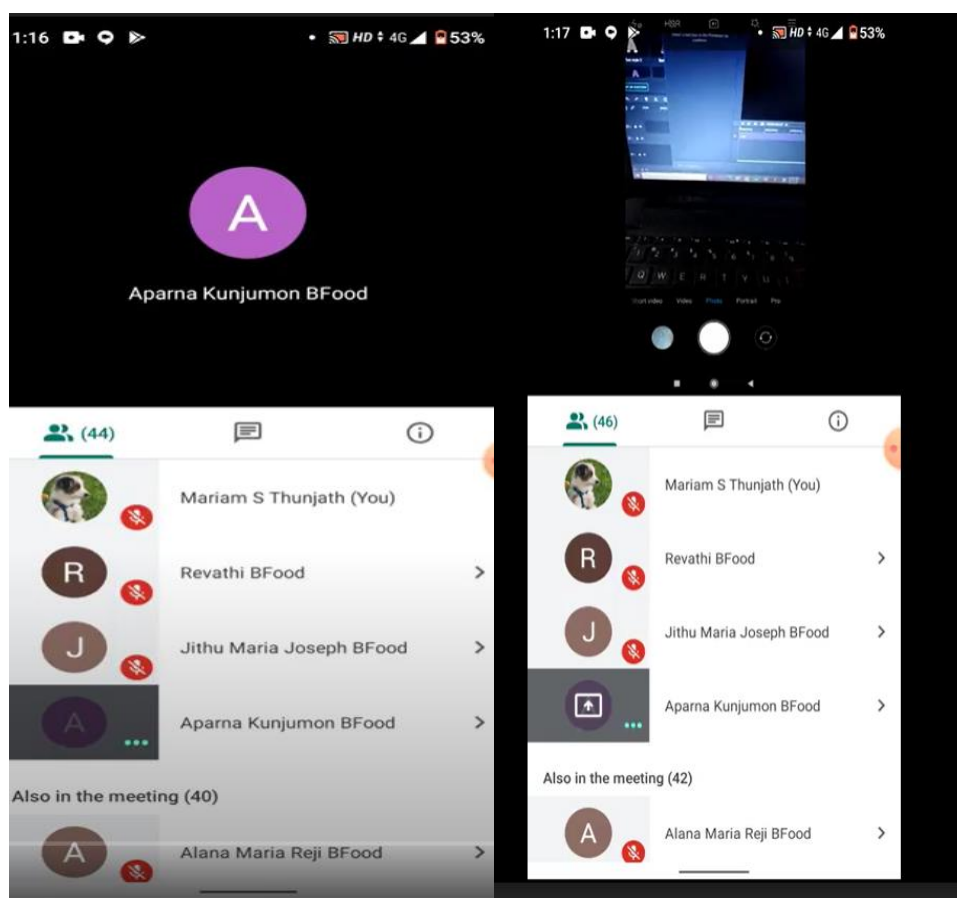 1:16
HD 4G 53%
A
Aparna Kunjumon BFood
(44)
Mariam S Thunjath (You)
R
Revathi BFood
J
Jithu Maria Joseph BFood
A
Aparna Kunjumon BFood
Also in the meeting (40)
A
Alana Maria Reji BFood
1:17
HD 4G 53%
Q W E R T Y U
Short video Video Photo Portrait Pro
(46)
Mariam S Thunjath (You)
R
Revathi BFood
J
Jithu Maria Joseph BFood
Aparna Kunjumon BFood
Also in the meeting (42)
A
Alana Maria Reji BFood